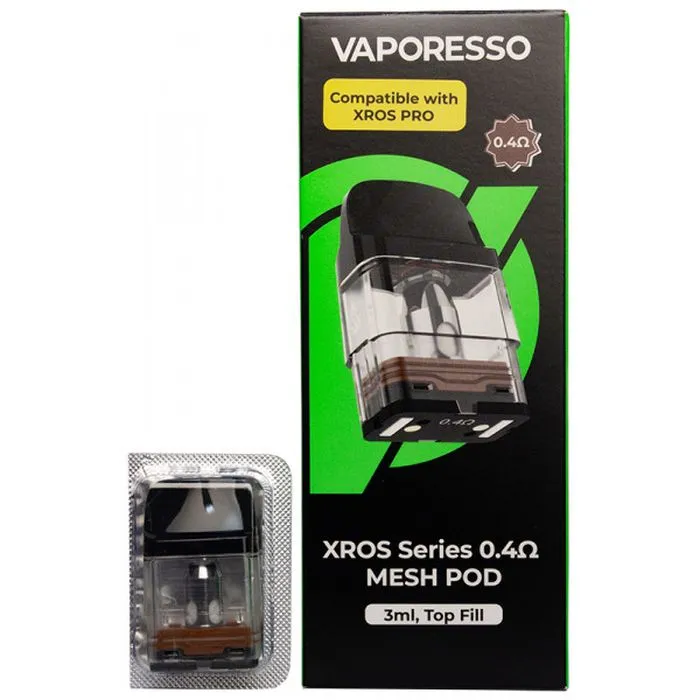 VAPORESSO
Compatible with
XROS PRO
0.4Ω
0.4Ω
XROS Series 0.4Ω
MESH POD
3ml, Top Fill